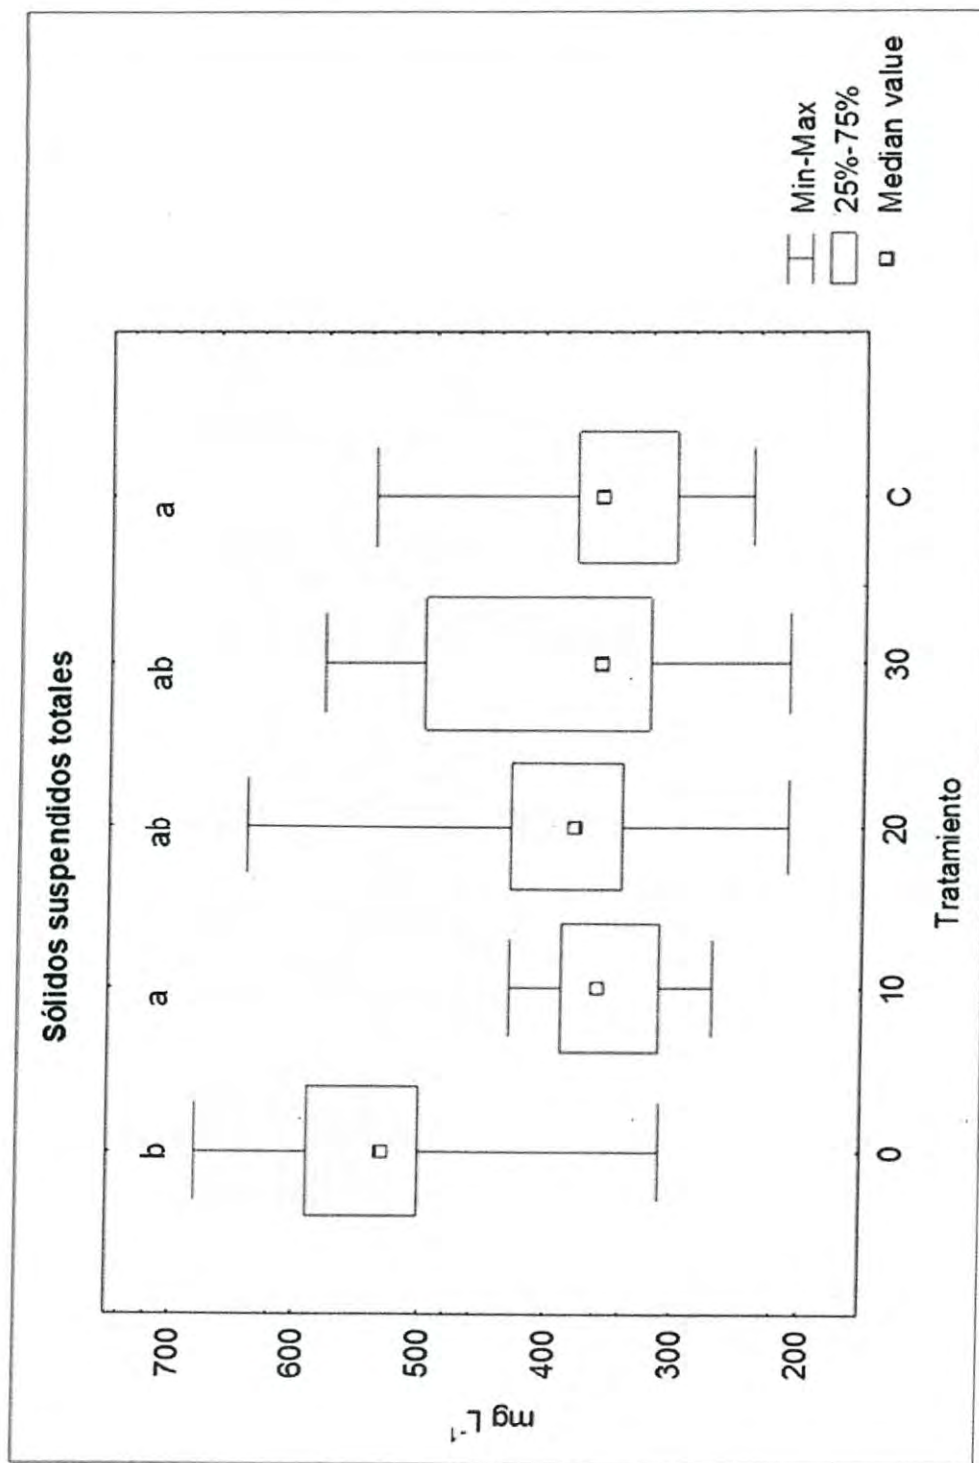 Sólidos suspendidos totales
b a ab ab a
700
600
500
400
300
200
mg L⁻¹
0 10 20 30 C
Tratamiento
Min-Max
25%-75%
Median value